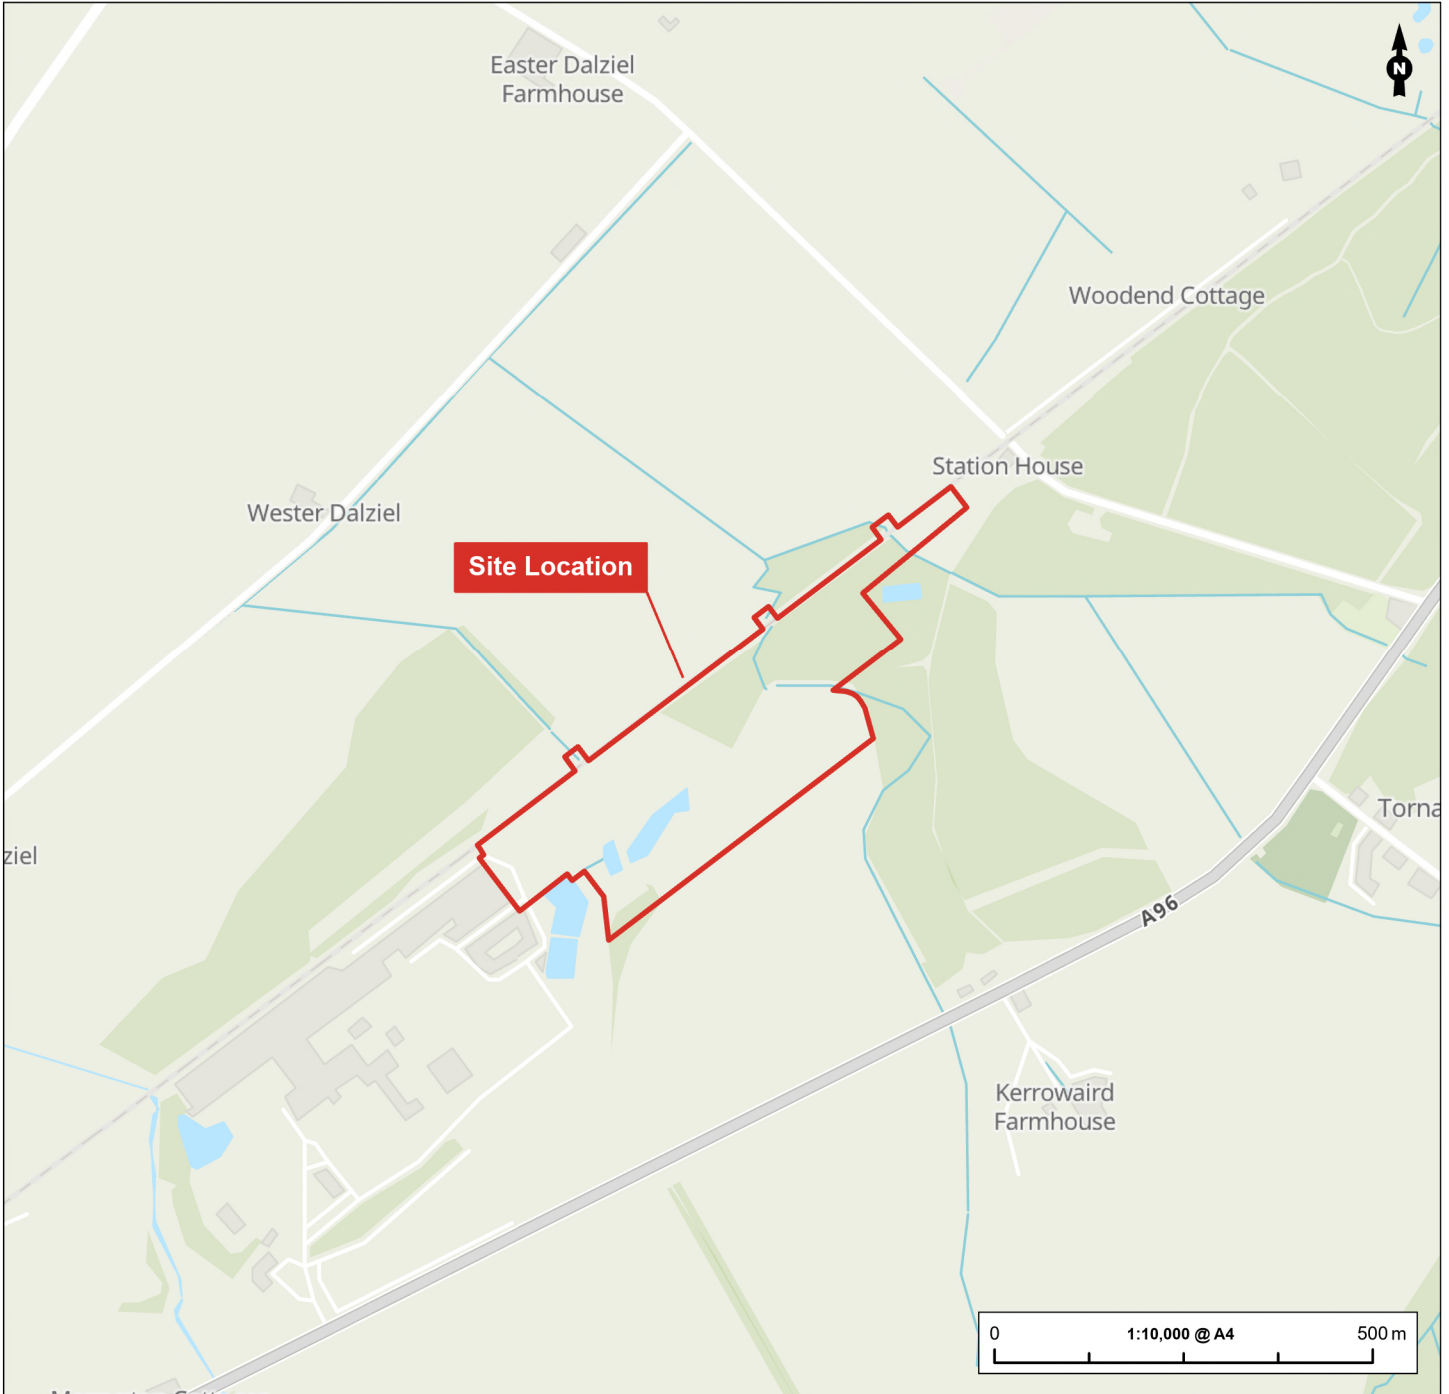 Easter Dalziel
Farmhouse
N
Woodend Cottage
Station House
Wester Dalziel
Site Location
Torna
ziel
A96
Kerrowaird
Farmhouse
0 1:10,000 @ A4 500 m